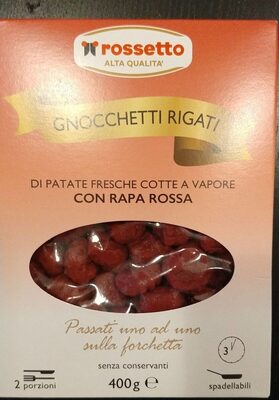 rossetto
ALTA QUALITA'
GNOCCHETTI RIGATI
DI PATATE FRESCHE COTTE A VAPORE
CON RAPA ROSSA
Passati uno ad uno
sulla forchetta
senza conservanti
3'
2 porzioni
400g e
spadellabili